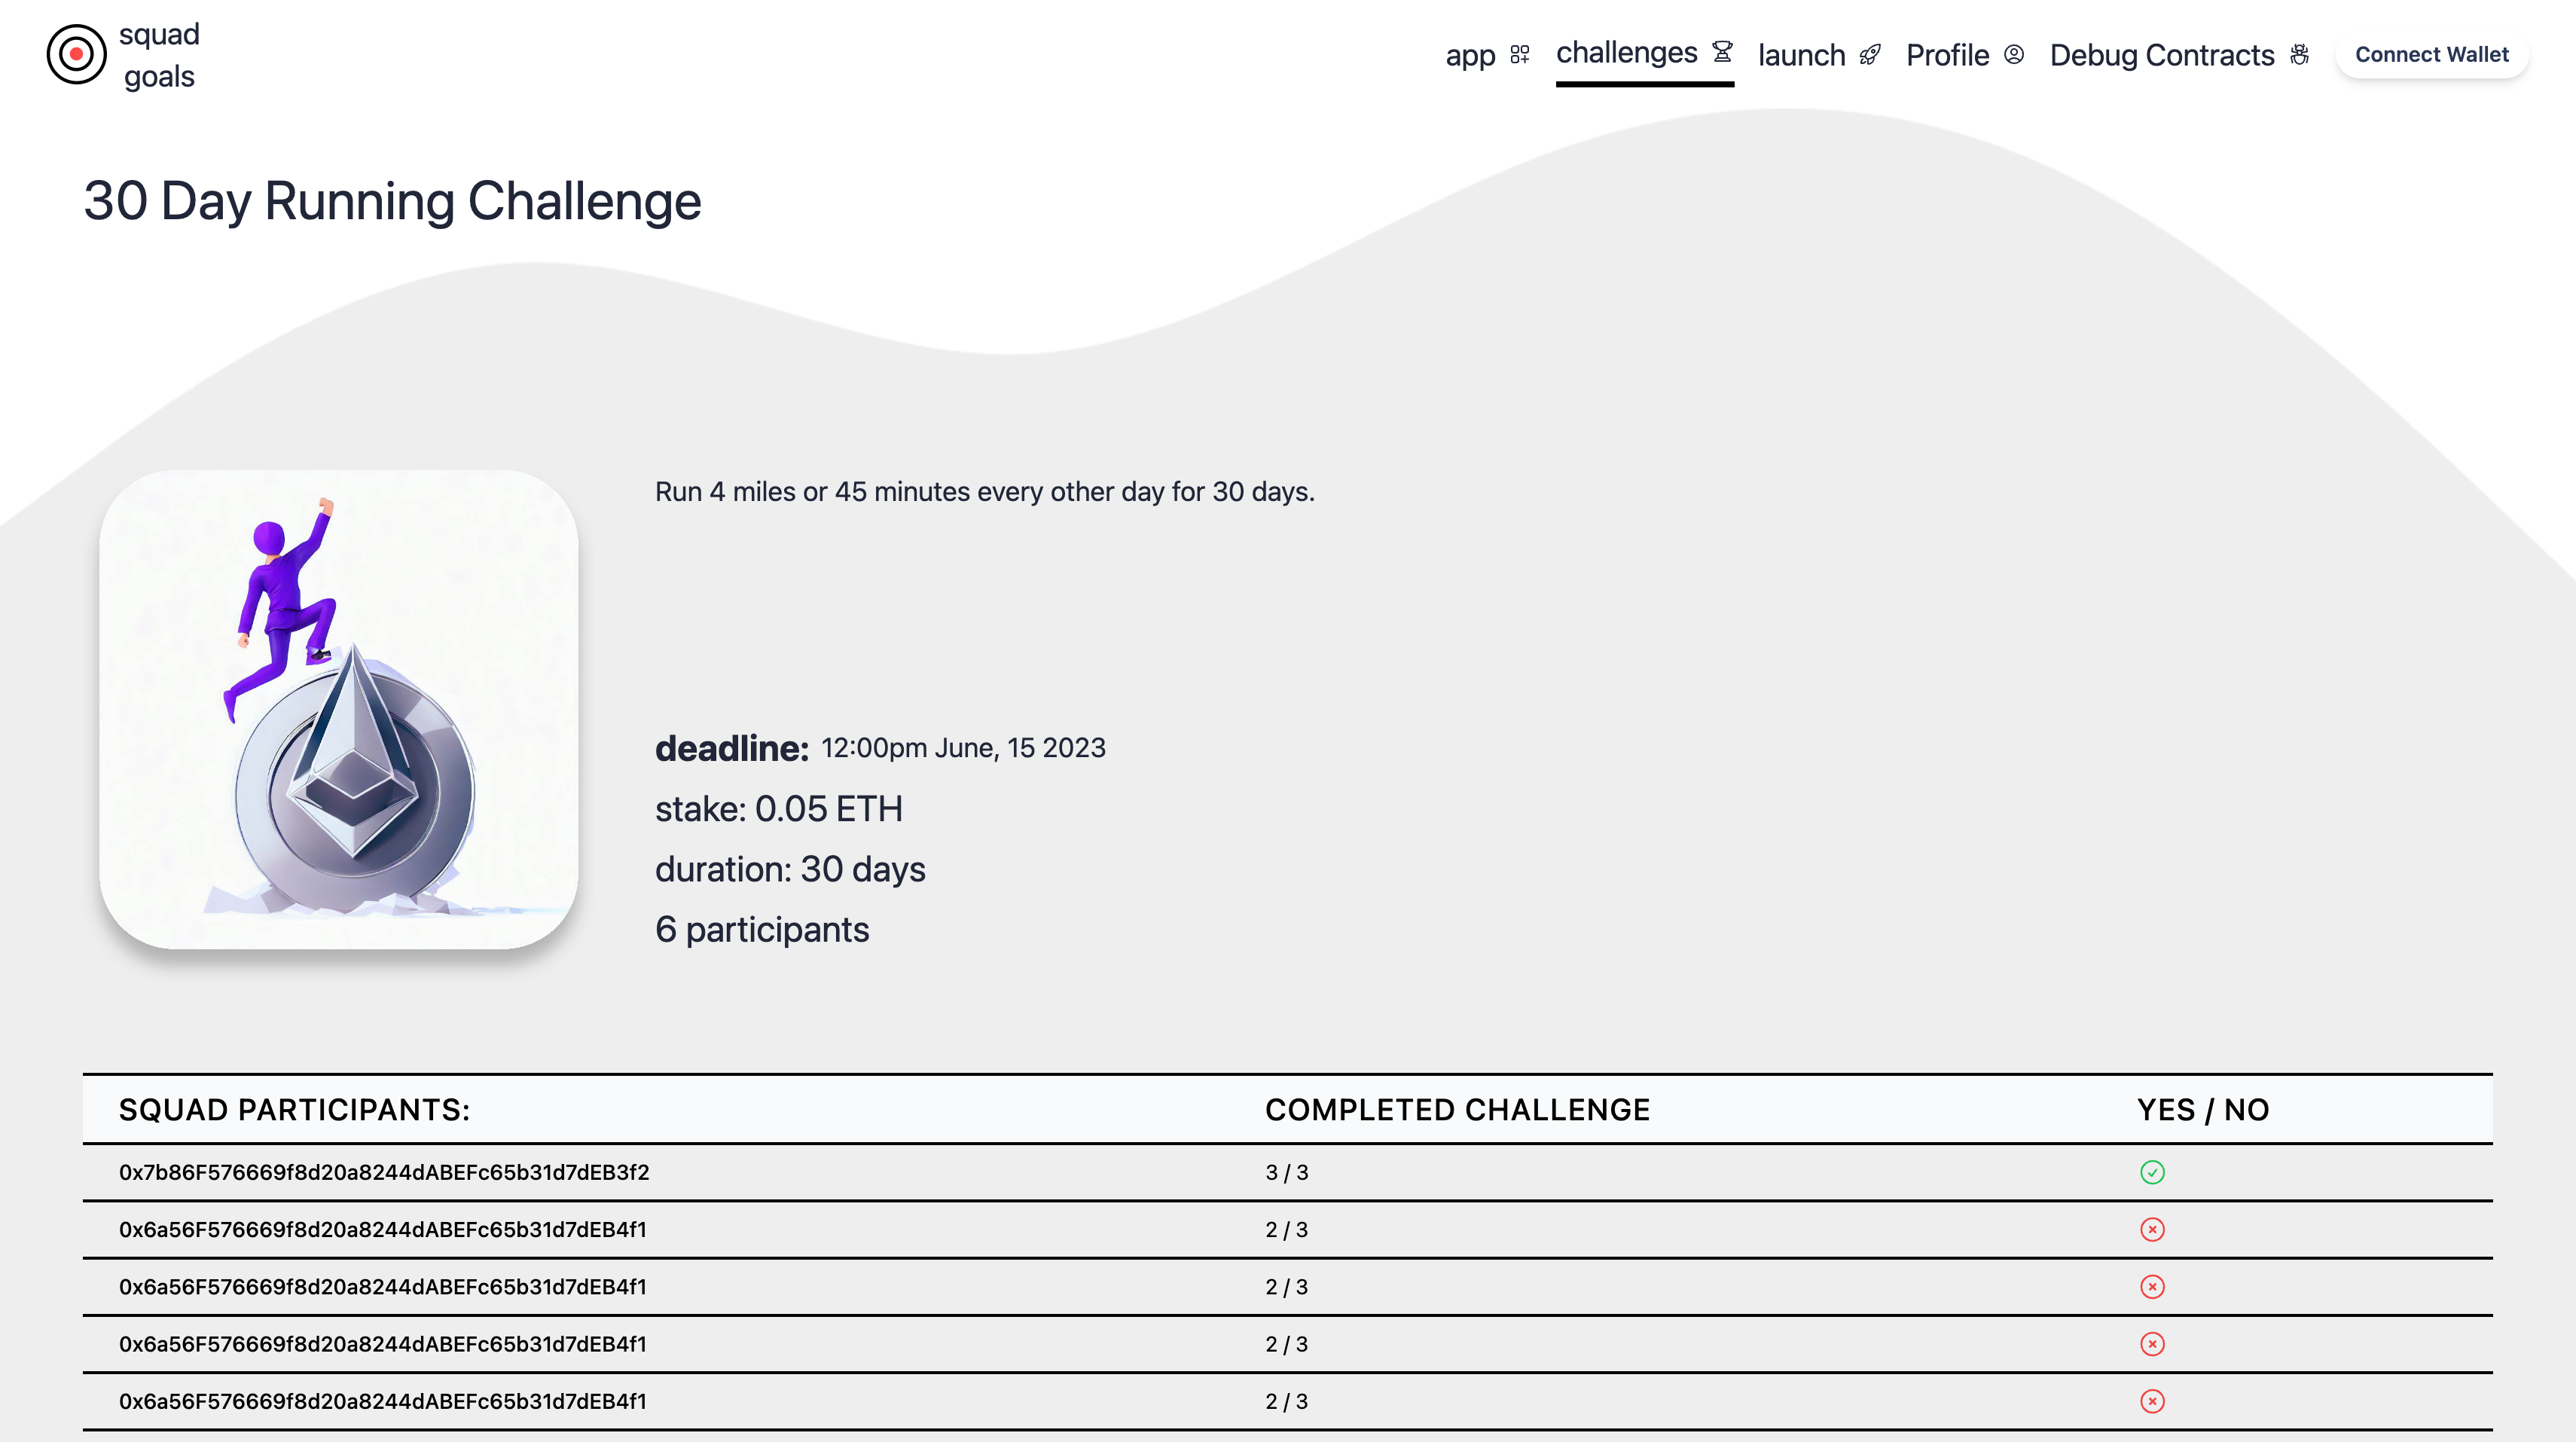 squad
goals
app
challenges
launch
Profile
Debug Contracts
Connect Wallet
30 Day Running Challenge
Run 4 miles or 45 minutes every other day for 30 days.
deadline: 12:00pm June, 15 2023
stake: 0.05 ETH
duration: 30 days
6 participants
SQUAD PARTICIPANTS: COMPLETED CHALLENGE YES / NO
0x7b86F576669f8d20a8244dABEFc65b31d7dEB3f2 3 / 3
0x6a56F576669f8d20a8244dABEFc65b31d7dEB4f1 2 / 3
0x6a56F576669f8d20a8244dABEFc65b31d7dEB4f1 2 / 3
0x6a56F576669f8d20a8244dABEFc65b31d7dEB4f1 2 / 3
0x6a56F576669f8d20a8244dABEFc65b31d7dEB4f1 2 / 3